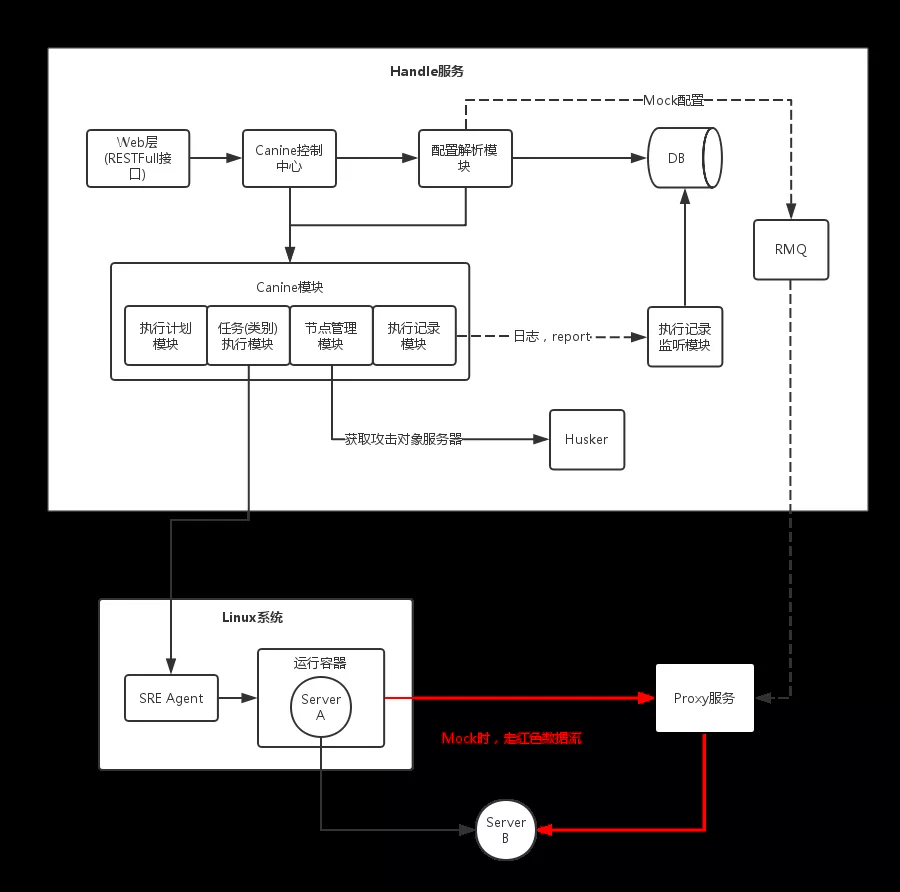 Handle服务
Mock配置
Web层
(RESTFull接
口)
Canine控制
中心
配置解析模
块
DB
RMQ
Canine模块
执行计划
模块
任务(类别)
执行模块
节点管理
模块
执行记录
模块
日志，report
执行记录
监听模块
获取攻击对象服务器
Husker
Linux系统
运行容器
SRE Agent
Server
A
Proxy服务
Mock时，走红色数据流
Server
B